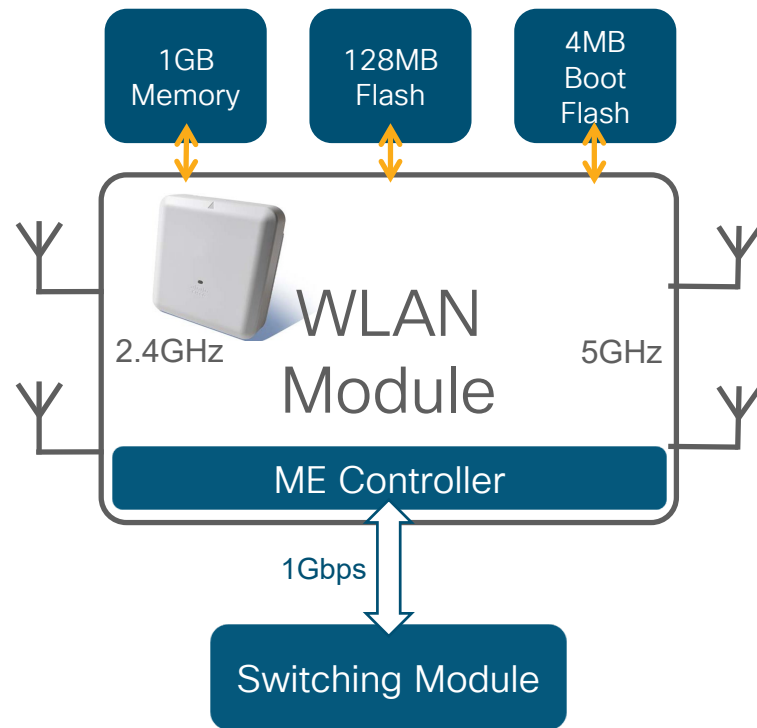 1GB
Memory
128MB
Flash
4MB
Boot
Flash
WLAN
Module
2.4GHz
5GHz
ME Controller
1Gbps
Switching Module